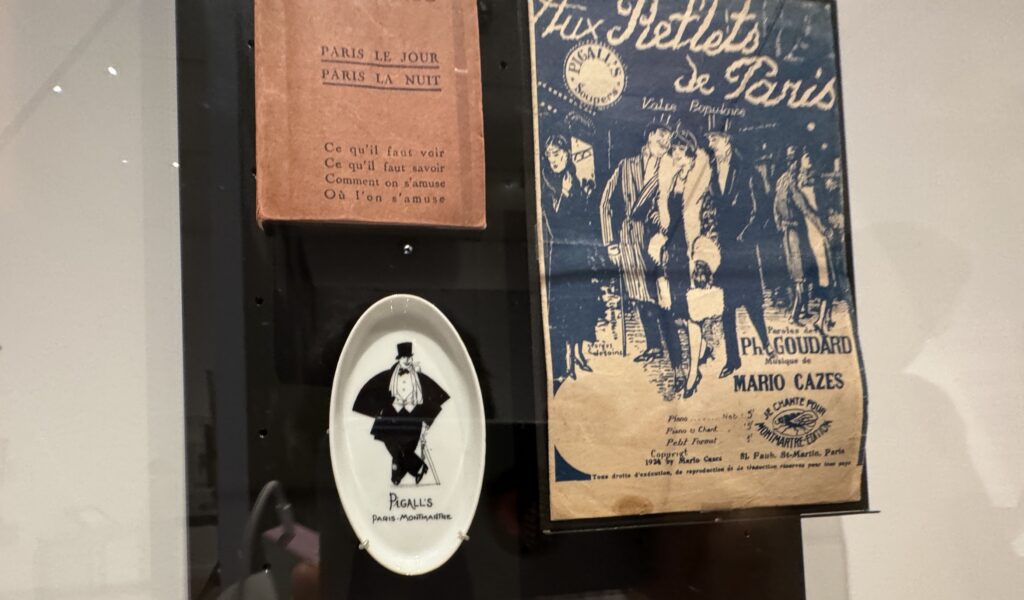 PARIS LE JOUR
PARIS LA NUIT
Ce qu'il faut voir
Ce qu'il faut savoir
Comment on s'amuse
Où l'on s'amuse
PIGALL'S
PARIS-MONTMARTRE
Aux Reflets
de Paris
PIGALL'S
Soupers
Valse Populaire
Paroles de
Ph. GOUDARD
Musique de
MARIO CAZES
Piano
Piano & Chant
Petit Format
SE CHANTE POUR
MONTMARTRE-EDITION
Copyright
by Mario Cazes
Faub. St-Martin, Paris
Tous droits d'exécution, de reproduction de traduction réservés pour tous pays